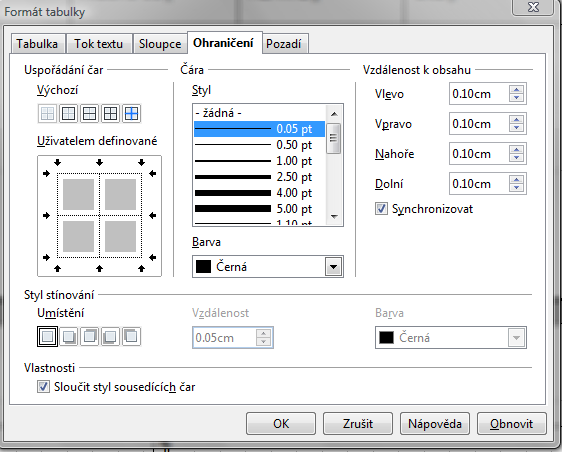 Formát tabulky
Tabulka Tok textu Sloupce Ohraničení Pozadí
Uspořádání čar
Výchozí
Uživatelem definované
Čára
Styl
- žádná -
0.05 pt
0.50 pt
1.00 pt
2.50 pt
4.00 pt
5.00 pt
1.10 pt
Barva
Černá
Vzdálenost k obsahu
Vlevo 0.10cm
Vpravo 0.10cm
Nahoře 0.10cm
Dolní 0.10cm
Synchronizovat
Styl stínování
Umístění
Vzdálenost
0.05cm
Barva
Černá
Vlastnosti
Sloučit styl sousedících čar
OK Zrušit Nápověda Obnovit